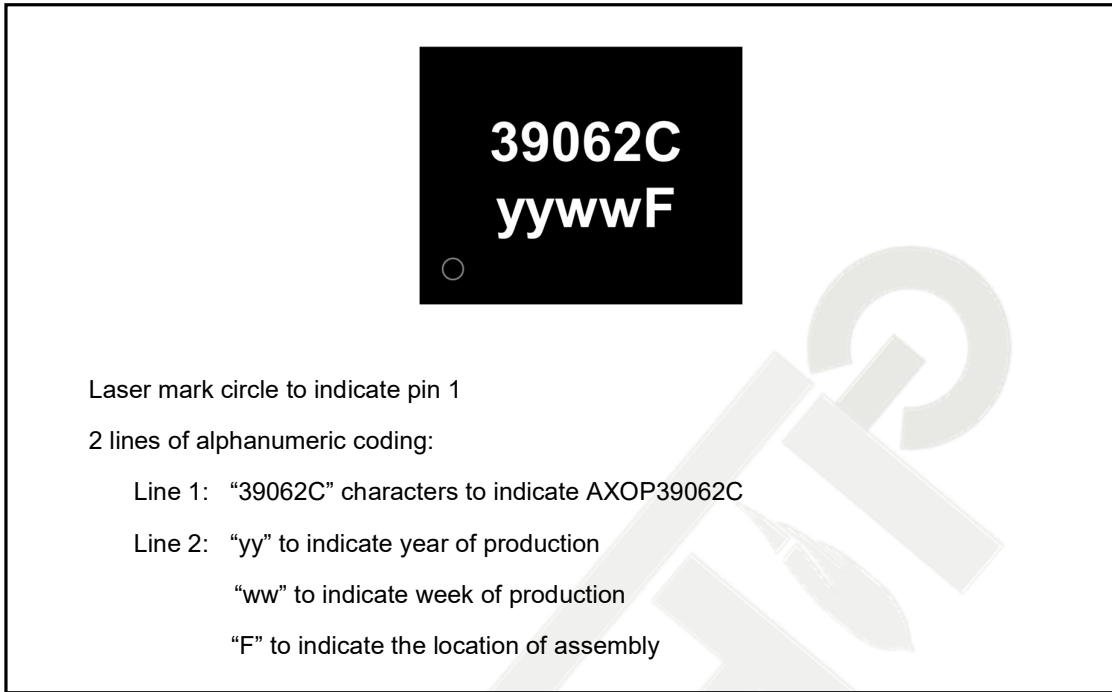 39062C
yywwF
Laser mark circle to indicate pin 1
2 lines of alphanumeric coding:
Line 1: “39062C” characters to indicate AXOP39062C
Line 2: “yy” to indicate year of production
“ww” to indicate week of production
“F” to indicate the location of assembly